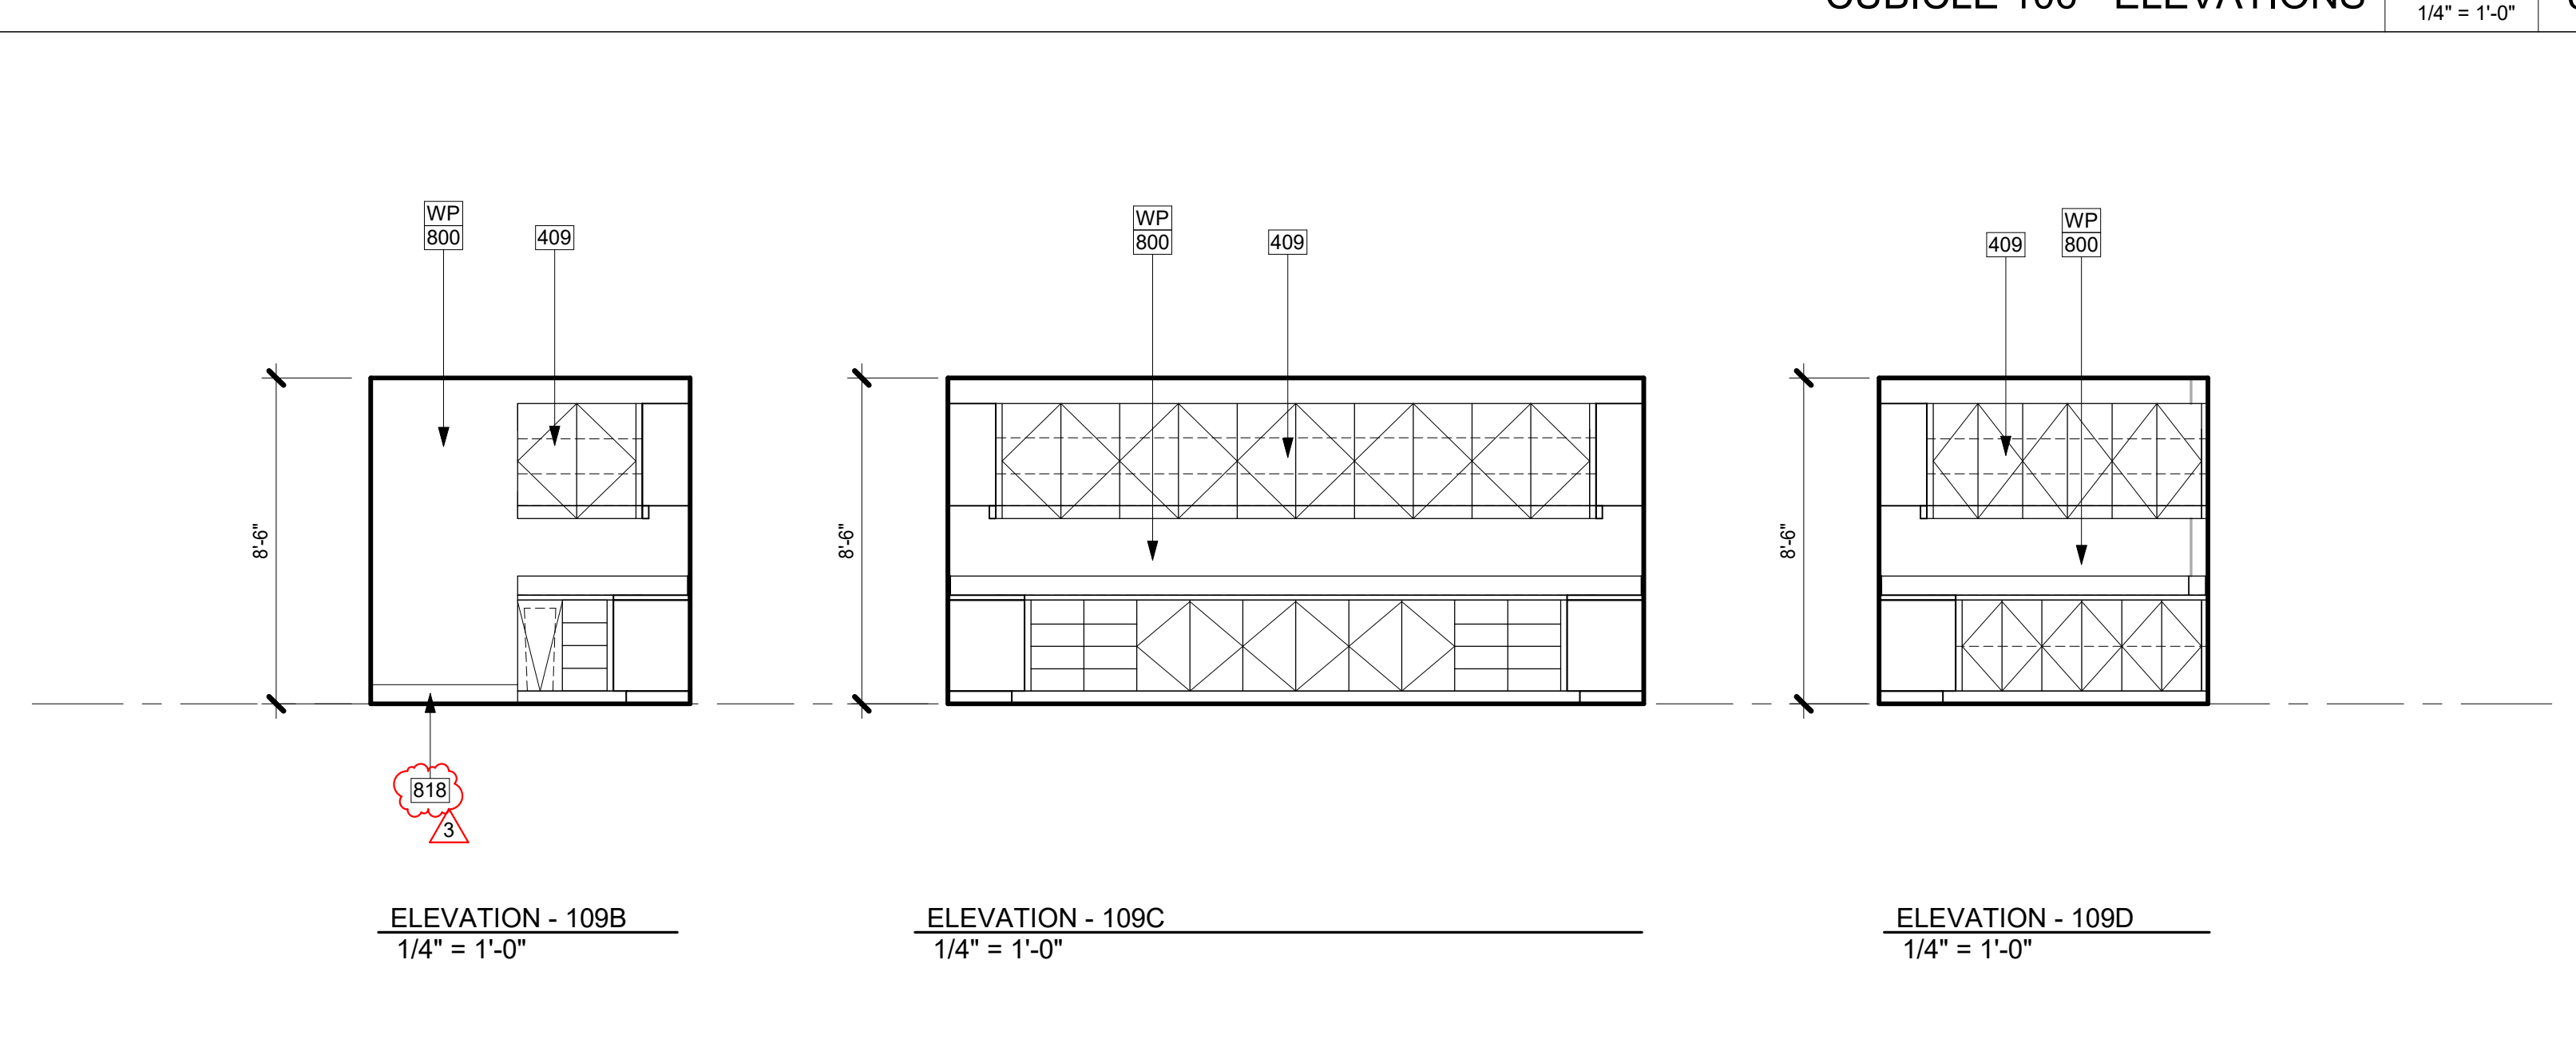 ELEVATIONS
1/4" = 1'-0"
WP
800
409
WP
800
409
409
WP
800
8'-6"
8'-6"
8'-6"
818
3
ELEVATION - 109B
1/4" = 1'-0"
ELEVATION - 109C
1/4" = 1'-0"
ELEVATION - 109D
1/4" = 1'-0"